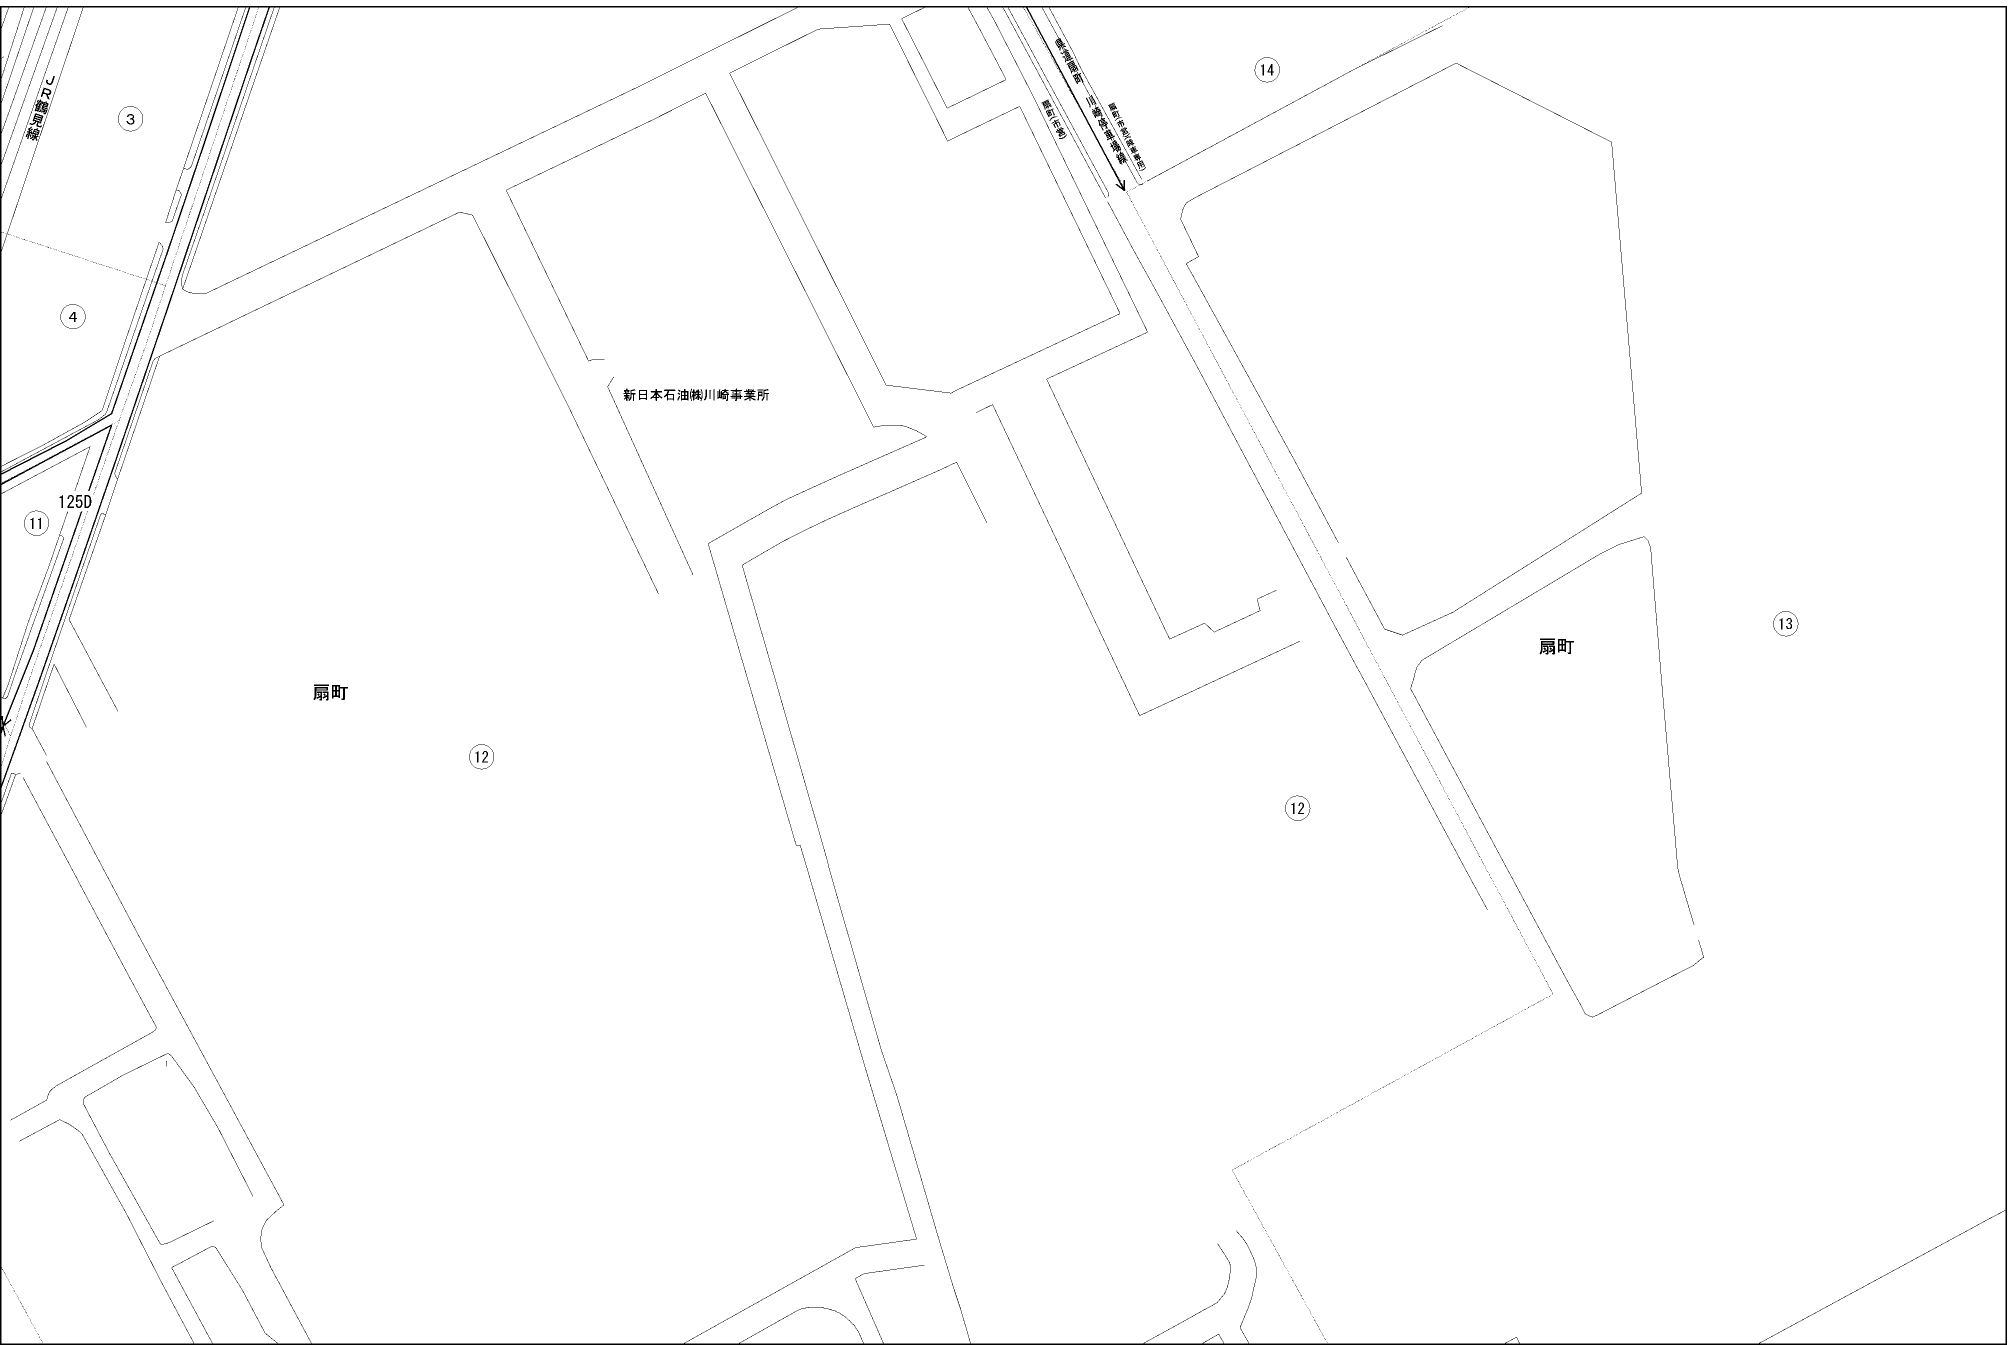 JR鶴見線
③
④
⑪
125D
新日本石油㈱川崎事業所
扇町
⑫
県道扇町　川崎停車場線
扇町(市営)
⑭
扇町
⑬
⑫